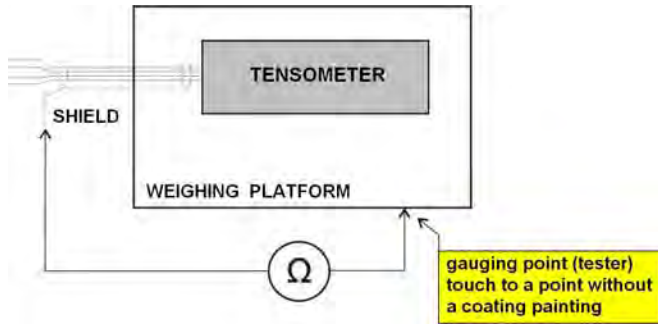 TENSOMETER
SHIELD
WEIGHING PLATFORM
Ω
gauging point (tester)
touch to a point without
a coating painting